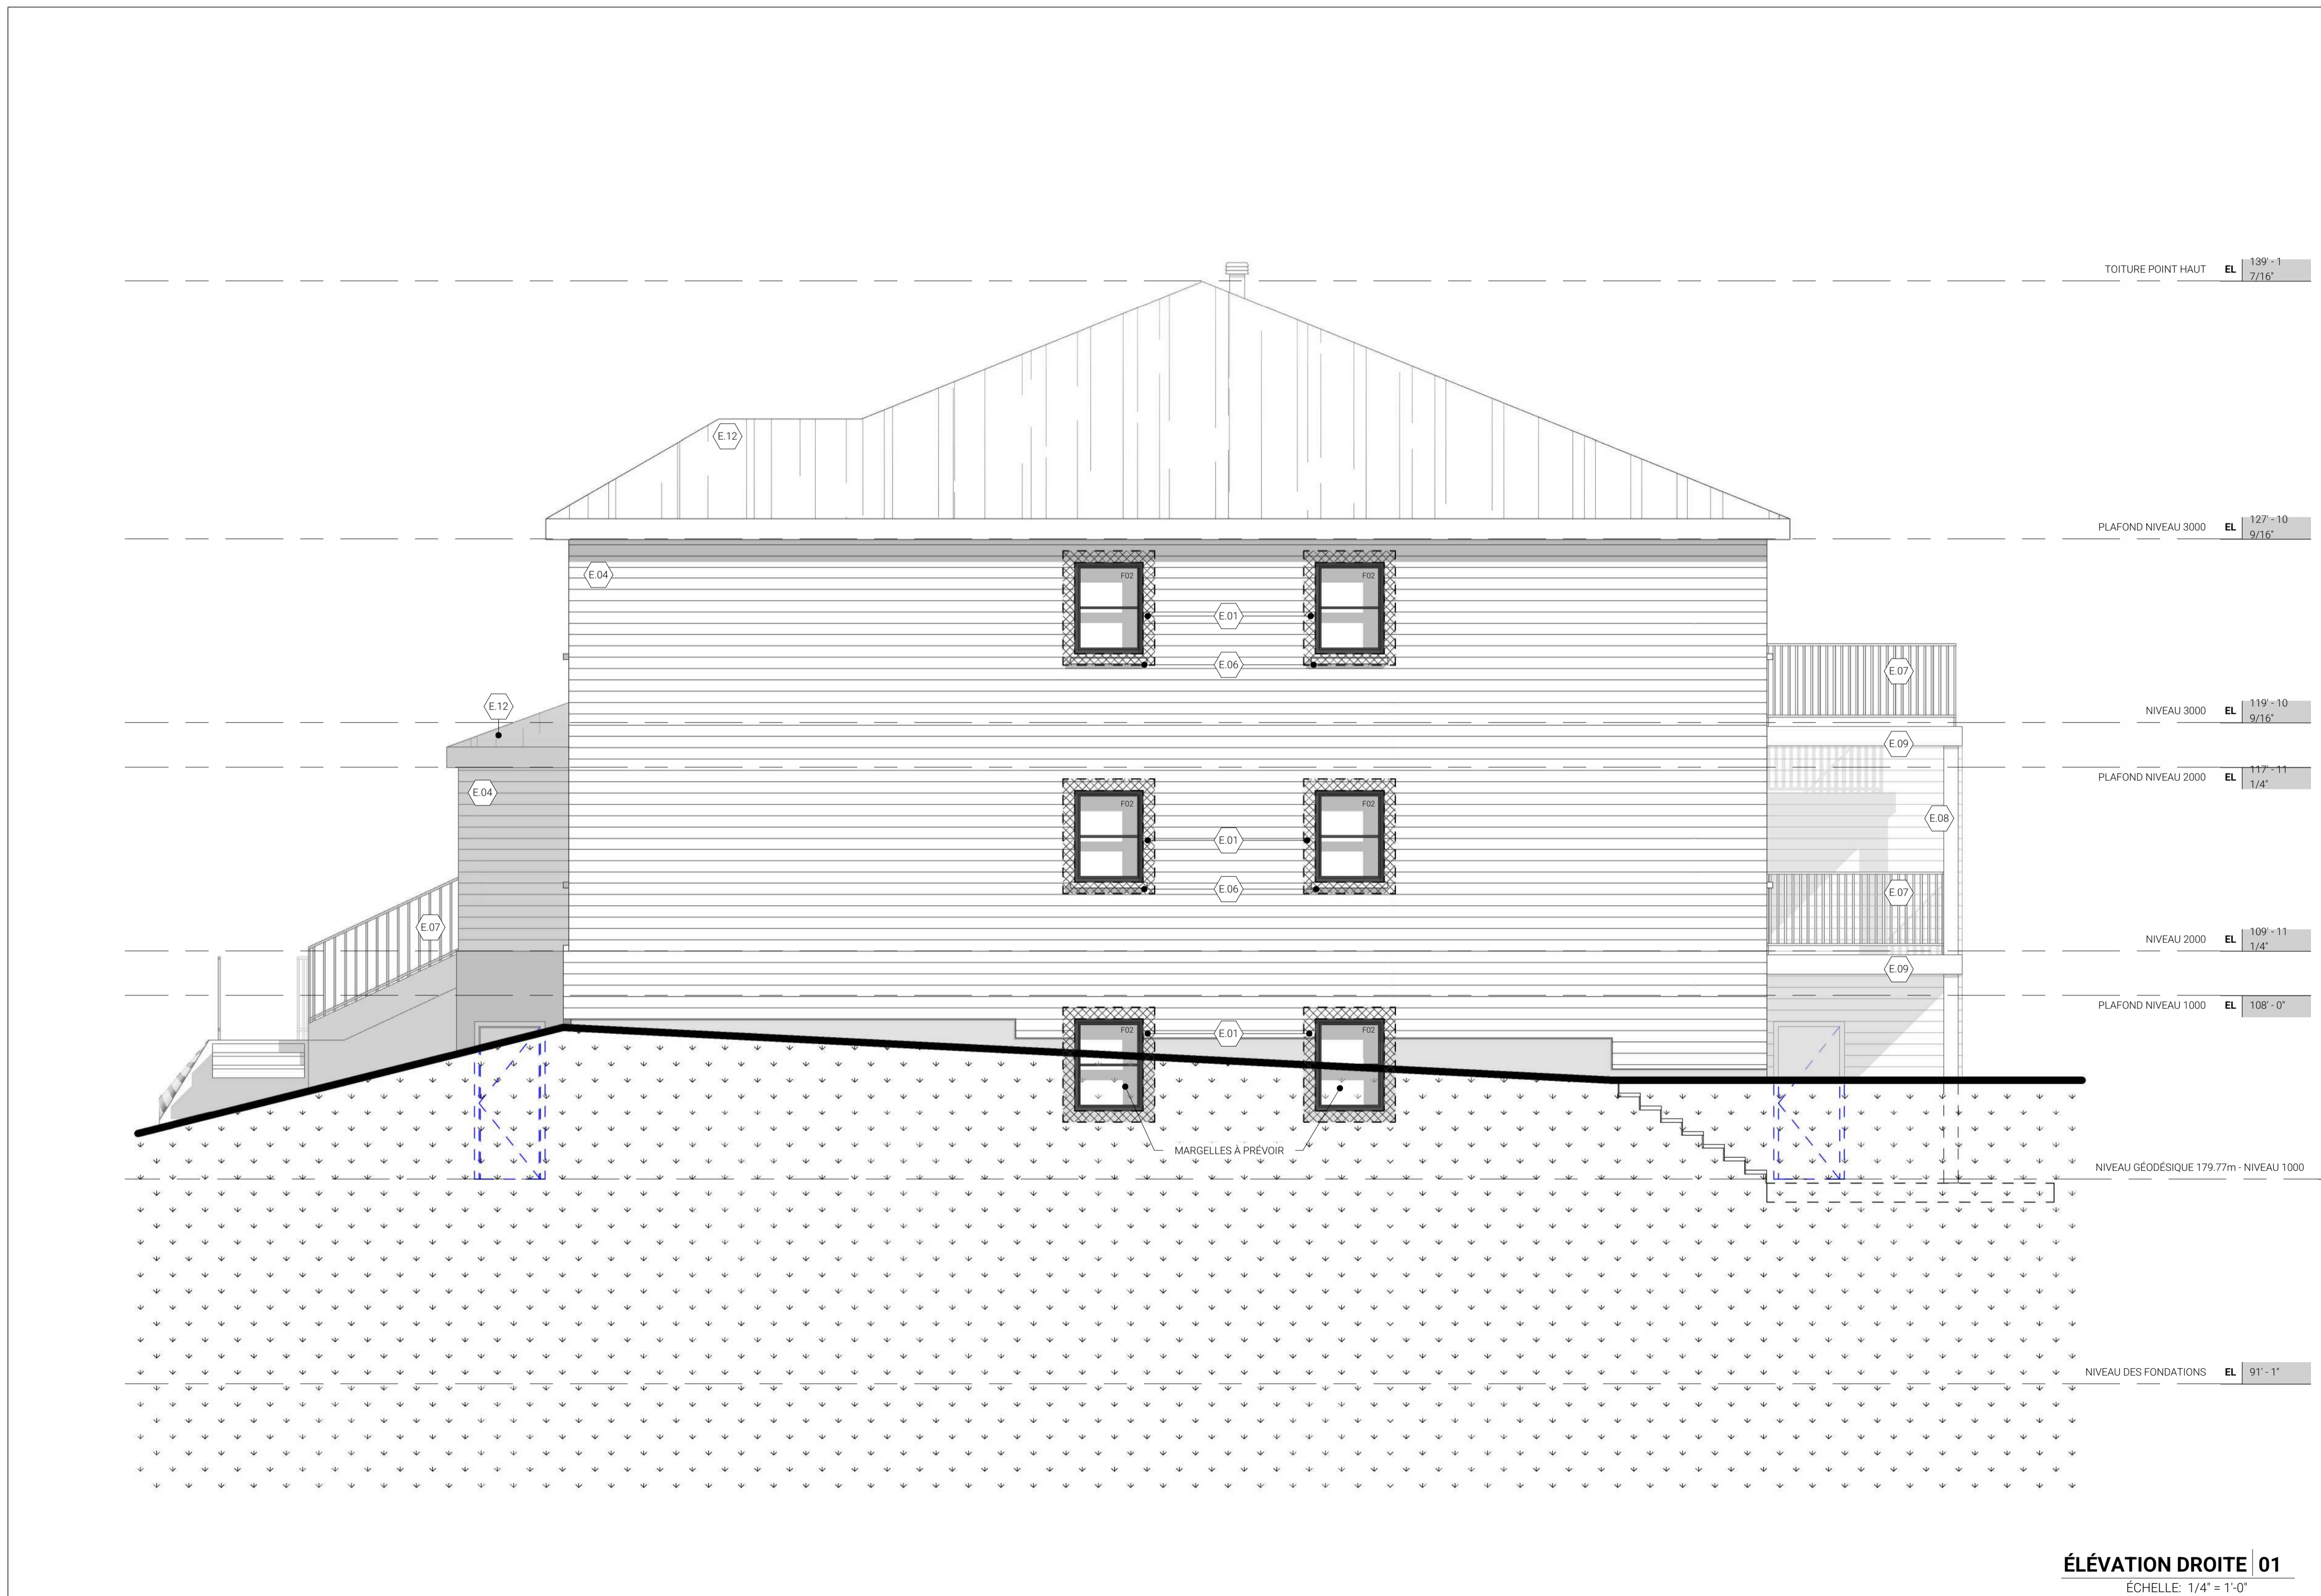 TOITURE POINT HAUT EL 139' - 1
7/16"
E.12
PLAFOND NIVEAU 3000 EL 127' - 10
9/16"
E.04
F02
F02
E.01
E.06
E.07
E.12
NIVEAU 3000 EL 119' - 10
9/16"
E.09
PLAFOND NIVEAU 2000 EL 117' - 11
1/4"
E.04
F02
F02
E.08
E.01
E.06
E.07
E.07
NIVEAU 2000 EL 109' - 11
1/4"
E.09
PLAFOND NIVEAU 1000 EL 108' - 0"
F02
F02
E.01
MARGELLES À PRÉVOIR
NIVEAU GÉODÉSIQUE 179.77m - NIVEAU 1000
NIVEAU DES FONDATIONS EL 91' - 1"
ÉLÉVATION DROITE 01
ÉCHELLE: 1/4" = 1'-0"